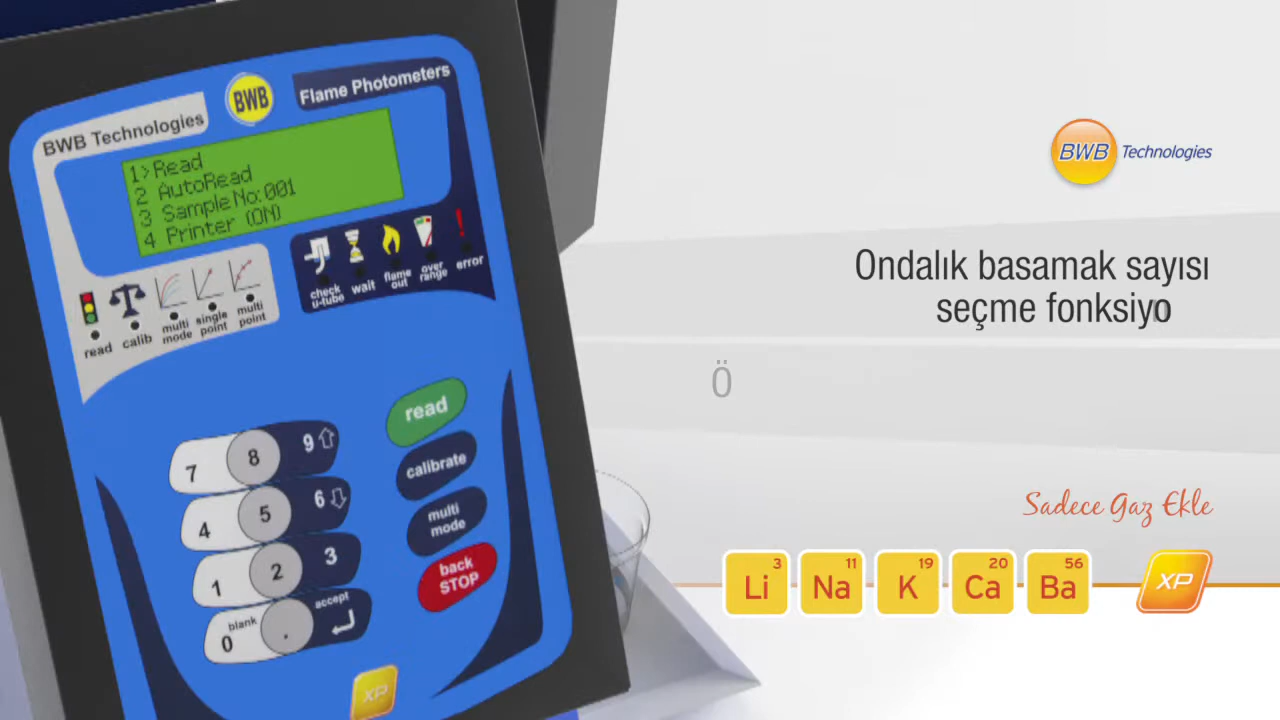 BWB Technologies
BWB
Flame Photometers
1>Read
2 AutoRead
3 SampleNo:001
4 Printer (ON)
read
calib
multi mode
single point
multi point
check u-tube
wait
flame out
over range
error
7
8
9
4
5
6
1
2
3
blank
0
.
accept
read
calibrate
multi mode
back STOP
XP
BWB Technologies
Ondalık basamak sayısı
seçme fonksiyo
Ö
Sadece Gaz Ekle
3 Li
11 Na
19 K
20 Ca
56 Ba
XP